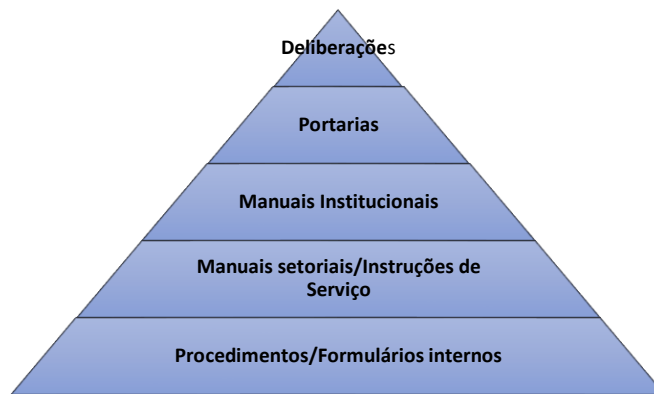 Deliberações
Portarias
Manuais Institucionais
Manuais setoriais/Instruções de
Serviço
Procedimentos/Formulários internos